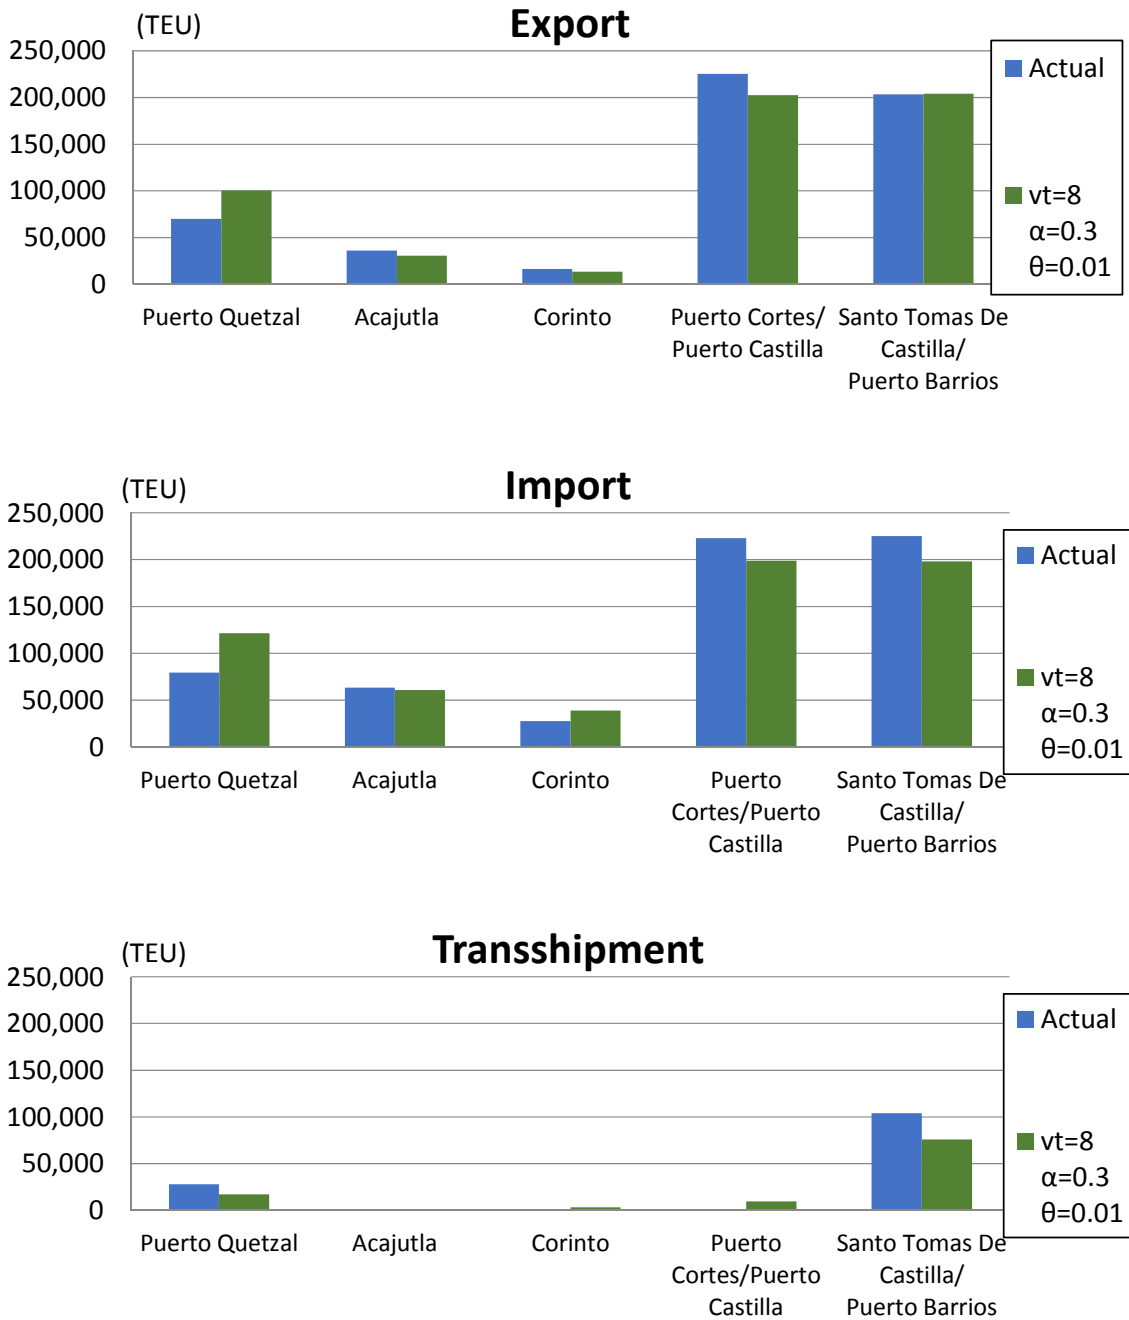 (TEU)
Export
250,000
200,000
150,000
100,000
50,000
0
Actual
vt=8
α=0.3
θ=0.01
Puerto Quetzal
Acajutla
Corinto
Puerto Cortes/
Puerto Castilla
Santo Tomas De
Castilla/
Puerto Barrios
(TEU)
Import
250,000
200,000
150,000
100,000
50,000
0
Actual
vt=8
α=0.3
θ=0.01
Puerto Quetzal
Acajutla
Corinto
Puerto
Cortes/Puerto
Castilla
Santo Tomas De
Castilla/
Puerto Barrios
(TEU)
Transshipment
250,000
200,000
150,000
100,000
50,000
0
Actual
vt=8
α=0.3
θ=0.01
Puerto Quetzal
Acajutla
Corinto
Puerto
Cortes/Puerto
Castilla
Santo Tomas De
Castilla/
Puerto Barrios